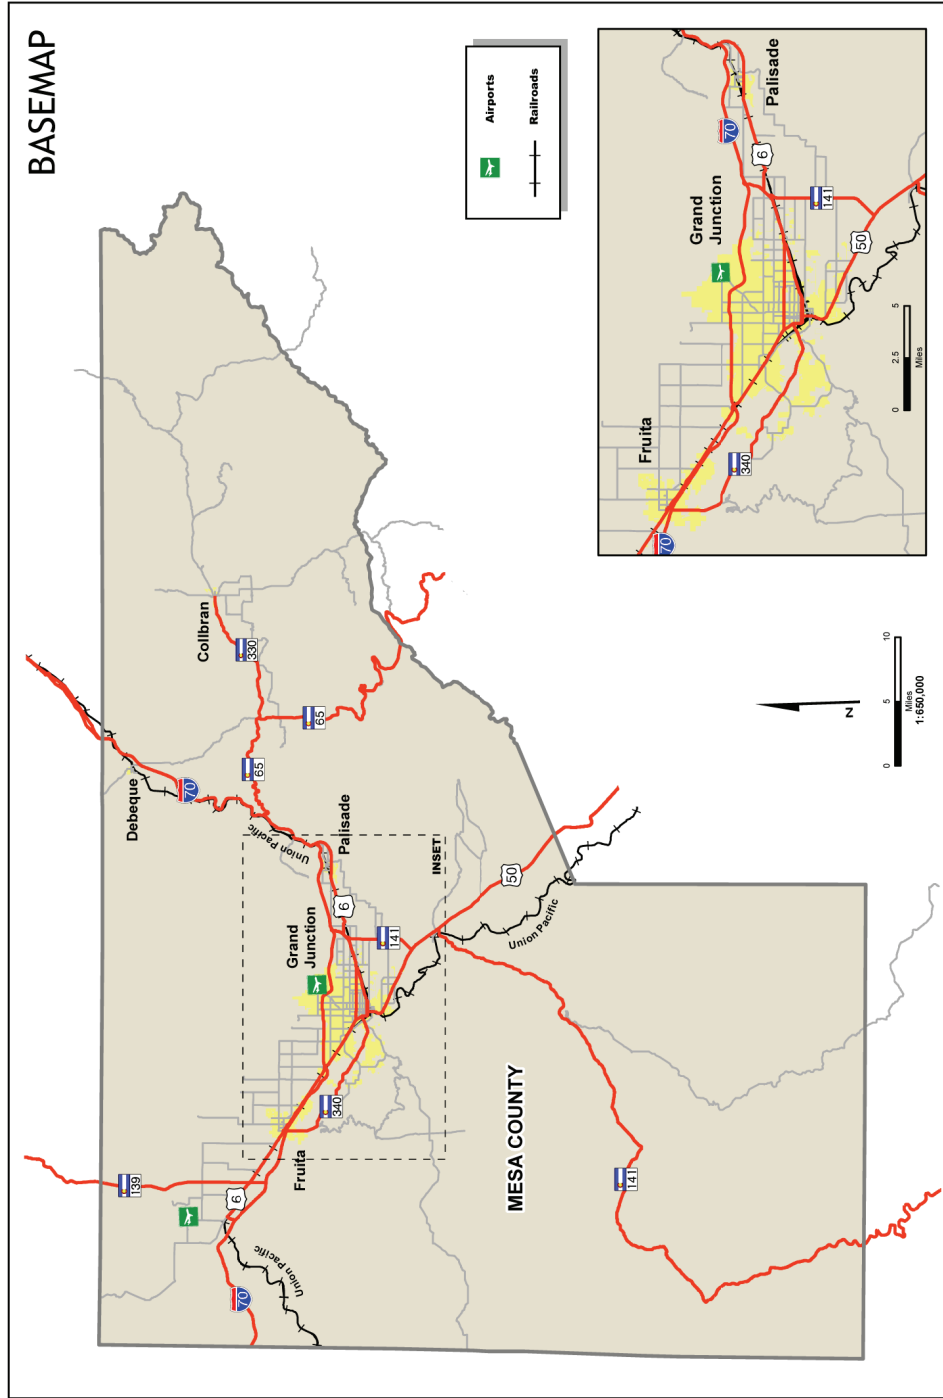 BASEMAP
Airports
Railroads
139
70
6
Union Pacific
Fruita
340
Grand
Junction
141
6
Palisade
Union Pacific
INSET
50
Union Pacific
Debeque
70
65
65
Collbran
330
MESA COUNTY
141
N
0
5
10
Miles
1:650,000
Fruita
70
340
Grand
Junction
70
6
Palisade
141
50
0
2.5
5
Miles